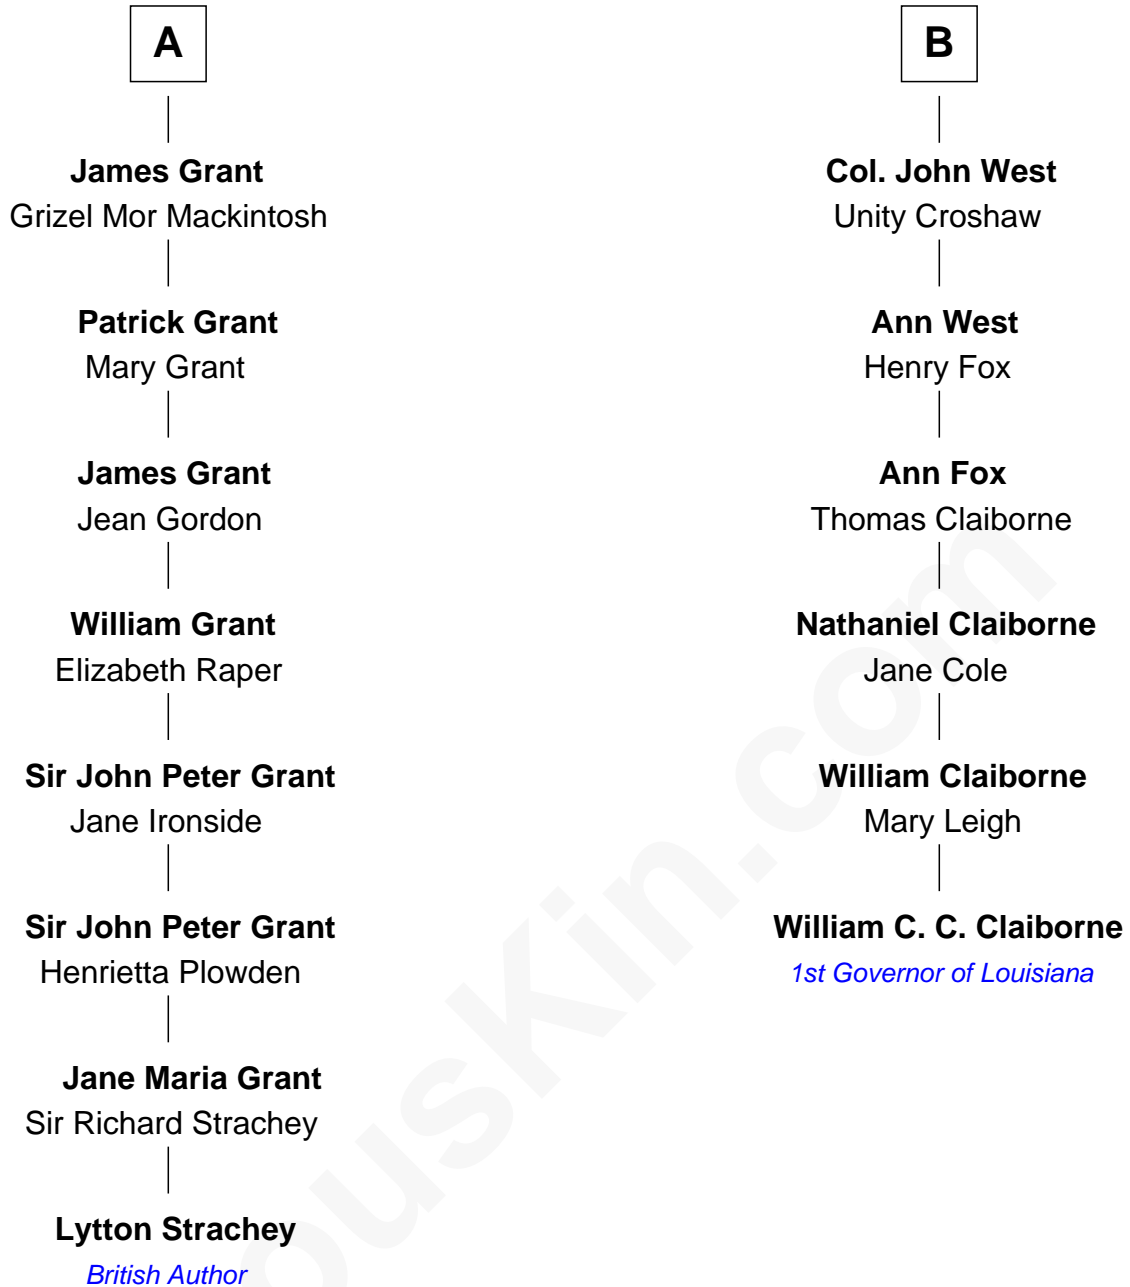 A
James Grant
Grizel Mor Mackintosh
Patrick Grant
Mary Grant
James Grant
Jean Gordon
William Grant
Elizabeth Raper
Sir John Peter Grant
Jane Ironside
Sir John Peter Grant
Henrietta Plowden
Jane Maria Grant
Sir Richard Strachey
Lytton Strachey
British Author
B
Col. John West
Unity Croshaw
Ann West
Henry Fox
Ann Fox
Thomas Claiborne
Nathaniel Claiborne
Jane Cole
William Claiborne
Mary Leigh
William C. C. Claiborne
1st Governor of Louisiana
ousKin.com